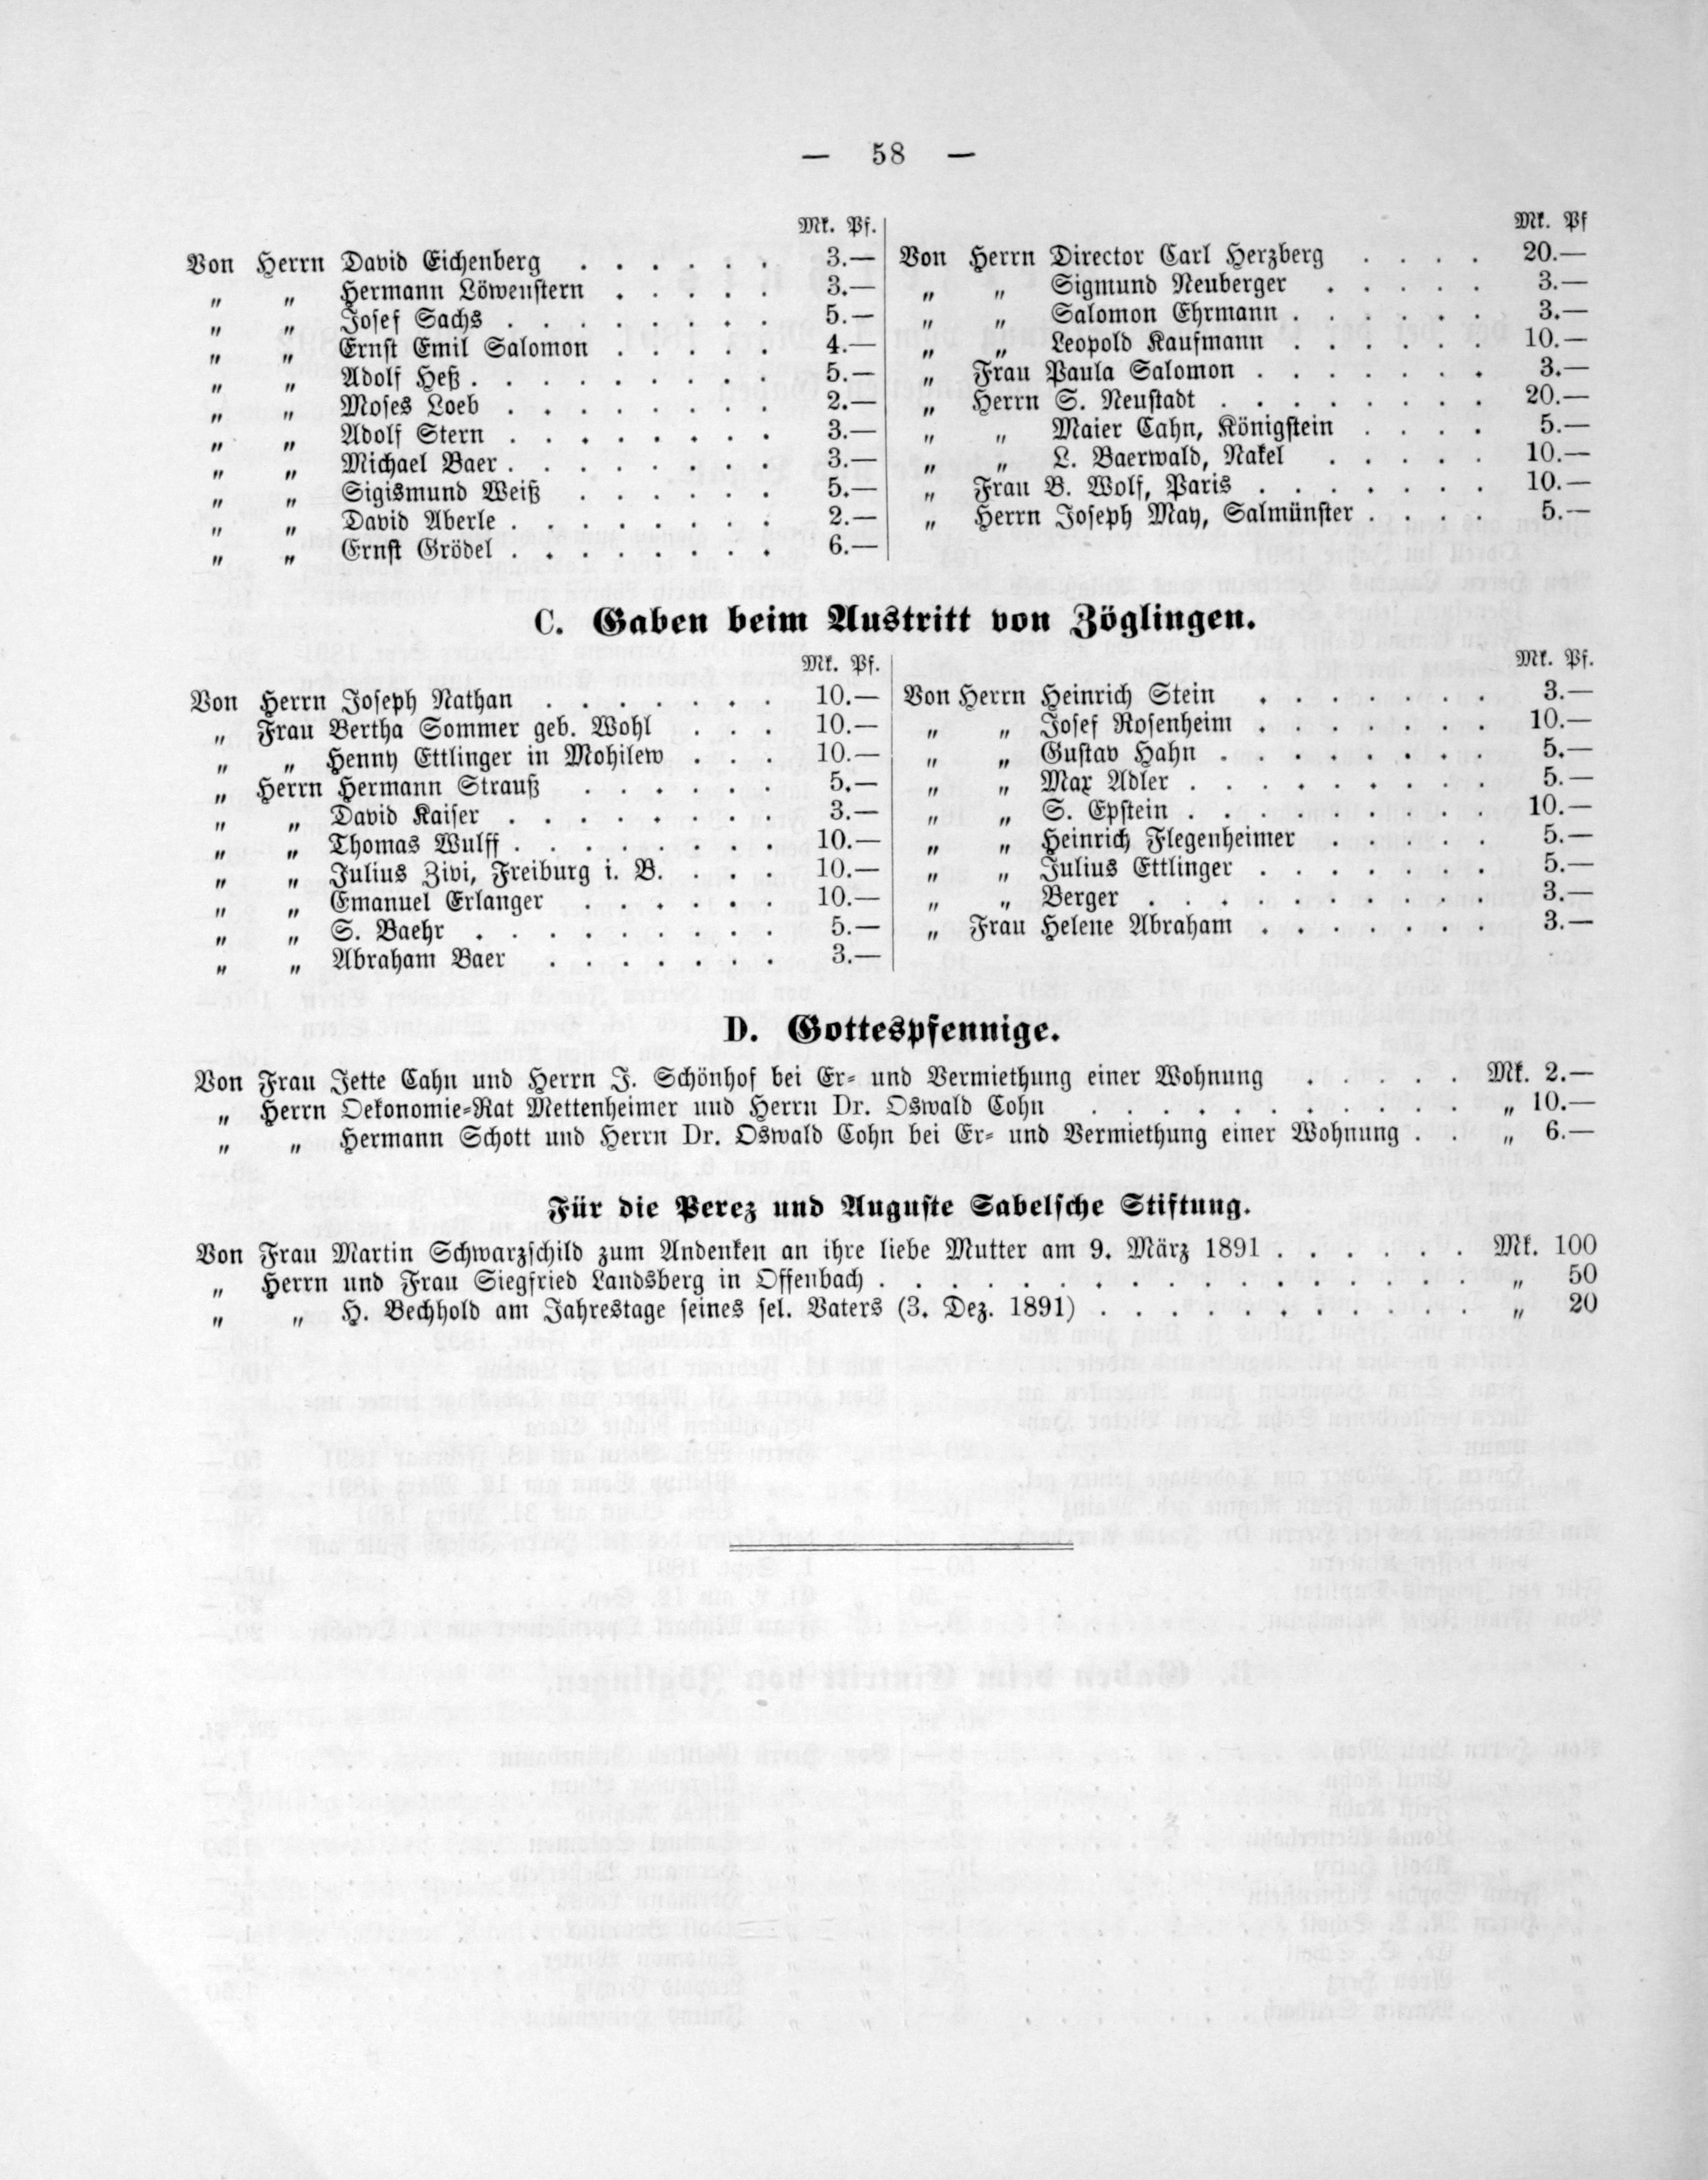 — 58 —
Mk. Pf.
Von Herrn David Eichenberg . . . . . . 3.—
„ „ Hermann Löwenstern . . . . . 3.—
„ „ Josef Sachs . . . . . . . . 5.—
„ „ Ernst Emil Salomon . . . . . 4.—
„ „ Adolf Heß . . . . . . . . . 5.—
„ „ Moses Loeb . . . . . . . . 2.—
„ „ Adolf Stern . . . . . . . . 3.—
„ „ Michael Baer . . . . . . . . 3.—
„ „ Sigismund Weiß . . . . . . 5.—
„ „ David Aberle . . . . . . . . 2.—
„ „ Ernst Grödel . . . . . . . . 6.—
Mk. Pf
Von Herrn Director Carl Herzberg . . . . 20.—
„ „ Sigmund Neuberger . . . . . 3.—
„ „ Salomon Ehrmann . . . . . . 3.—
„ „ Leopold Kaufmann . . . . . . 10.—
„ Frau Paula Salomon . . . . . . . 3.—
„ Herrn S. Neustadt . . . . . . . . 20.—
„ „ Maier Cahn, Königstein . . . . 5.—
„ „ L. Baerwald, Nakel . . . . . 10.—
„ Frau B. Wolf, Paris . . . . . . . 10.—
„ Herrn Joseph May, Salmünster . . . . 5.—
C. Gaben beim Austritt von Zöglingen.
Mk. Pf.
Von Herrn Joseph Nathan . . . . . . . 10.—
„ Frau Bertha Sommer geb. Wohl . . . 10.—
„ „ Henny Ettlinger in Mohilew . . . 10.—
„ Herrn Hermann Strauß . . . . . . 5.—
„ „ David Kaiser . . . . . . . . 3.—
„ „ Thomas Wulff . . . . . . . . 10.—
„ „ Julius Zivi, Freiburg i. B. . . . 10.—
„ „ Emanuel Erlanger . . . . . . 10.—
„ „ S. Baehr . . . . . . . . . 5.—
„ „ Abraham Baer . . . . . . . 3.—
Mk. Pf.
Von Herrn Heinrich Stein . . . . . . . 3.—
„ „ Josef Rosenheim . . . . . . . 10.—
„ „ Gustav Hahn . . . . . . . . 5.—
„ „ Max Adler . . . . . . . . . 5.—
„ „ S. Epstein . . . . . . . . . 10.—
„ „ Heinrich Flegenheimer . . . . . 5.—
„ „ Julius Ettlinger . . . . . . . 5.—
„ „ Berger . . . . . . . . . . 3.—
„ Frau Helene Abraham . . . . . . . 3.—
D. Gottespfennige.
Von Frau Jette Cahn und Herrn J. Schönhof bei Er- und Vermiethung einer Wohnung . . . . . Mk. 2.—
„ Herrn Oekonomie-Rat Mettenheimer und Herrn Dr. Oswald Cohn . . . . . . . . . . . „ 10.—
„ „ Hermann Schott und Herrn Dr. Oswald Cohn bei Er- und Vermiethung einer Wohnung . . „ 6.—
Für die Perez und Auguste Sabelsche Stiftung.
Von Frau Martin Schwarzschild zum Andenken an ihre liebe Mutter am 9. März 1891 . . . . . . Mk. 100
„ Herrn und Frau Siegfried Landsberg in Offenbach . . . . . . . . . . . . . . . . „ 50
„ „ H. Bechhold am Jahrestage seines sel. Vaters (3. Dez. 1891) . . . . . . . . . . „ 20